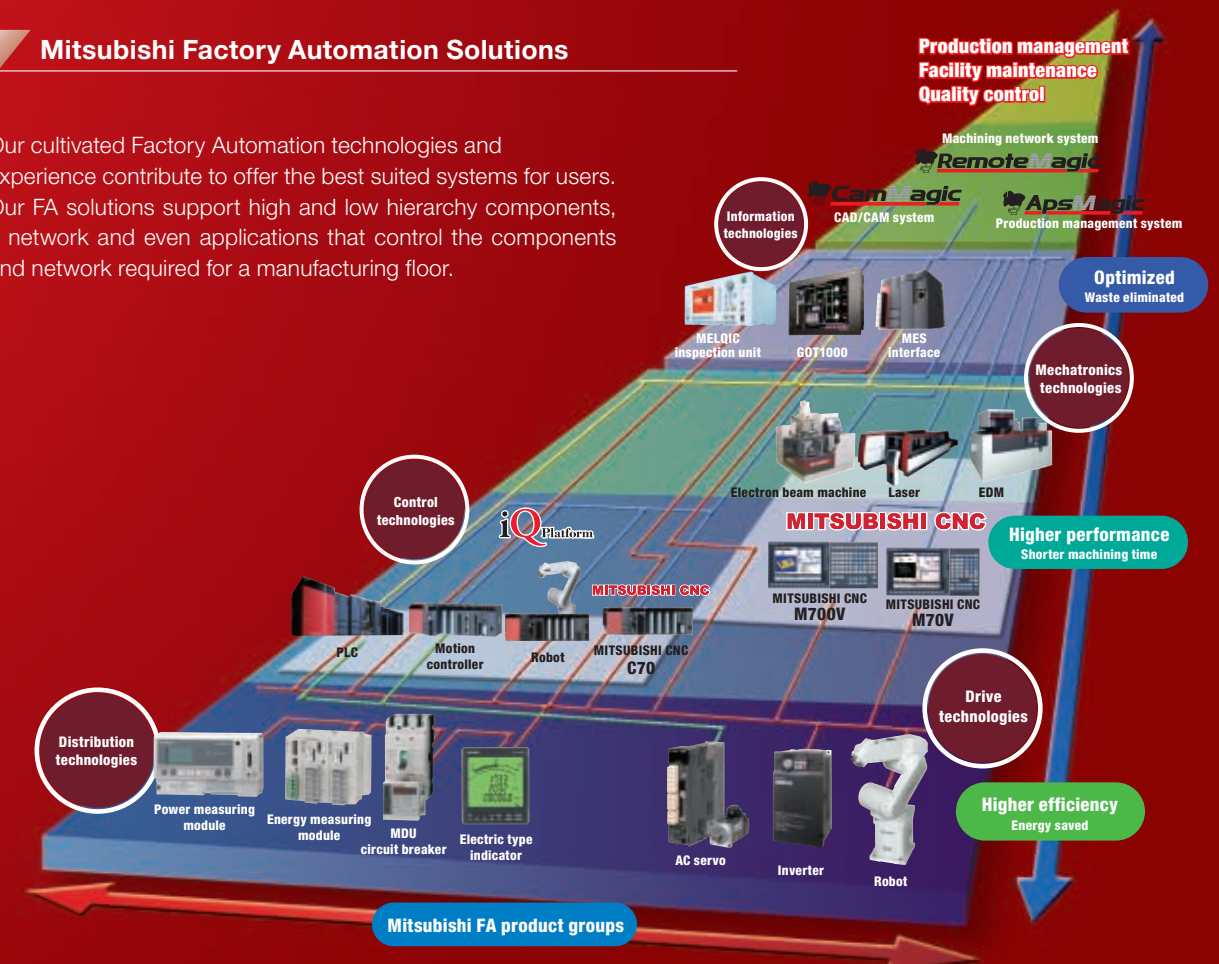 Mitsubishi Factory Automation Solutions
Our cultivated Factory Automation technologies and
experience contribute to offer the best suited systems for users.
Our FA solutions support high and low hierarchy components,
network and even applications that control the components
and network required for a manufacturing floor.
Production management
Facility maintenance
Quality control
Machining network system
RemoteMagic
CamMagic
CAD/CAM system
ApsMagic
Production management system
Information
technologies
Optimized
Waste eliminated
MELQIC
inspection unit
GOT1000
MES
interface
Mechatronics
technologies
Electron beam machine
Laser
EDM
Control
technologies
iQ Platform
MITSUBISHI CNC
Higher performance
Shorter machining time
MITSUBISHI CNC
M700V
MITSUBISHI CNC
M70V
MITSUBISHI CNC
PLC
Motion
controller
Robot
MITSUBISHI CNC
C70
Drive
technologies
Distribution
technologies
Power measuring
module
Energy measuring
module
MDU
circuit breaker
Electric type
indicator
AC servo
Inverter
Robot
Higher efficiency
Energy saved
Mitsubishi FA product groups